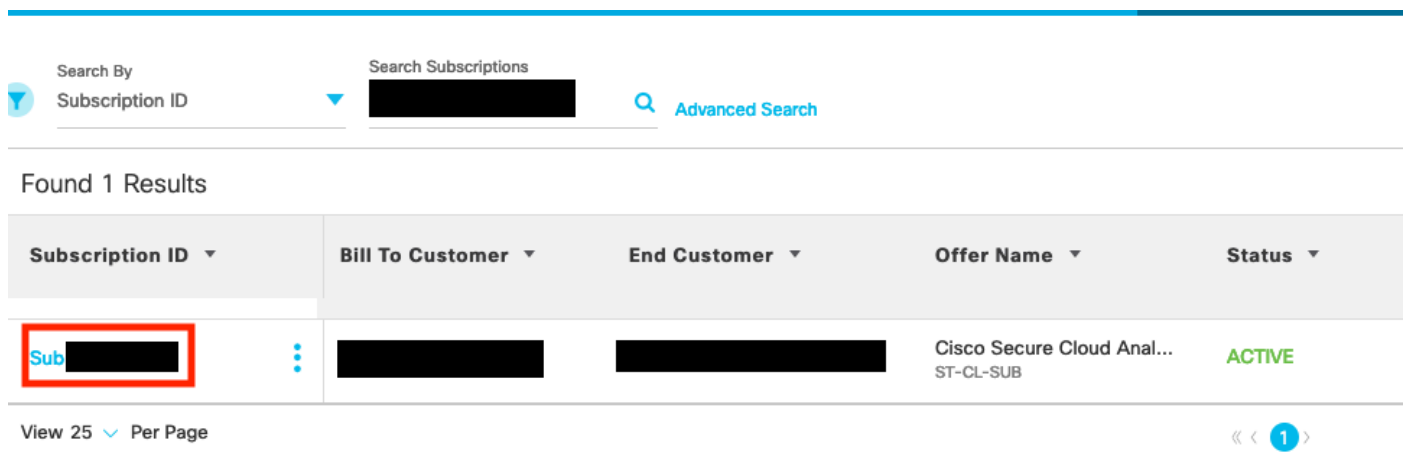 Search By
Search Subscriptions
Subscription ID
Advanced Search
Found 1 Results
Subscription ID
Bill To Customer
End Customer
Offer Name
Status
Sub
Cisco Secure Cloud Anal...
ACTIVE
ST-CL-SUB
View 25 Per Page
1